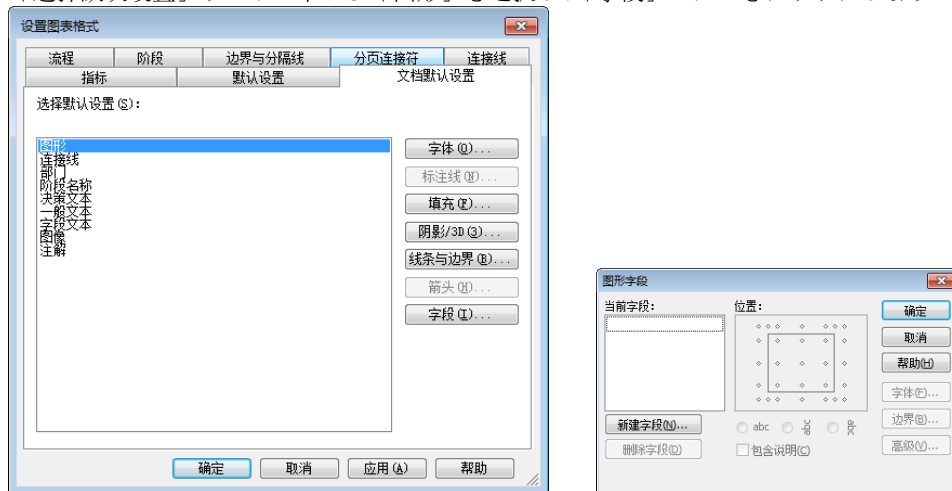 设置图表格式
流程 阶段 边界与分隔线 分页连接符 连接线
指标 默认设置 文档默认设置
选择默认设置(S):
图形
连接线
部门
阶段名称
决策文本
一般文本
字段文本
图像
注解
字体(O)...
标注线(N)...
填充(F)...
阴影/3D(3)...
线条与边界(B)...
箭头(H)...
字段(I)...
确定 取消 应用(A) 帮助
图形字段
当前字段: 位置:
确定
取消
帮助(H)
字体(F)...
边界(B)...
高级(V)...
新建字段(N)...
abc
删除字段(D)
包含说明(C)